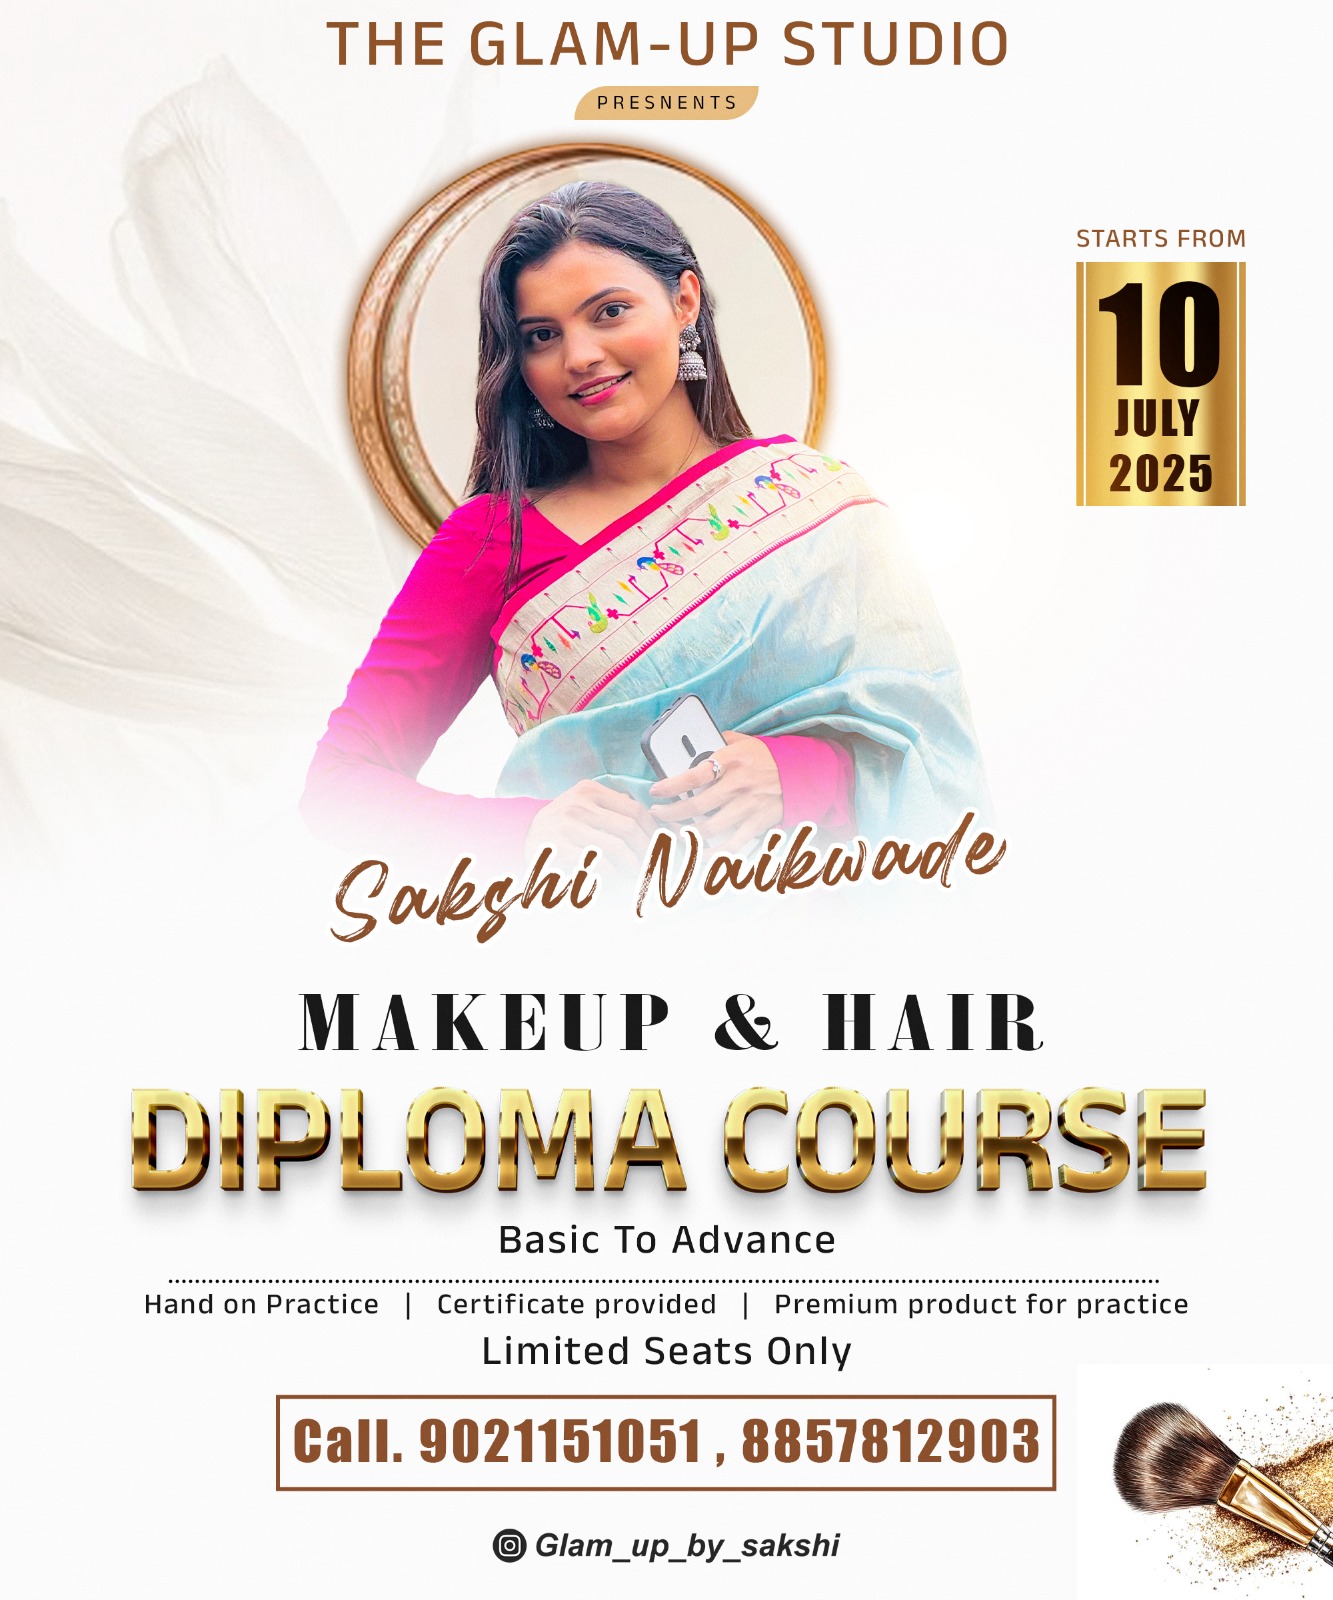 THE GLAM-UP STUDIO
PRESNENTS
STARTS FROM
10
JULY
2025
Sakshi Naikwade
MAKEUP & HAIR
DIPLOMA COURSE
Basic To Advance
Hand on Practice | Certificate provided | Premium product for practice
Limited Seats Only
Call. 9021151051 , 8857812903
Glam_up_by_sakshi